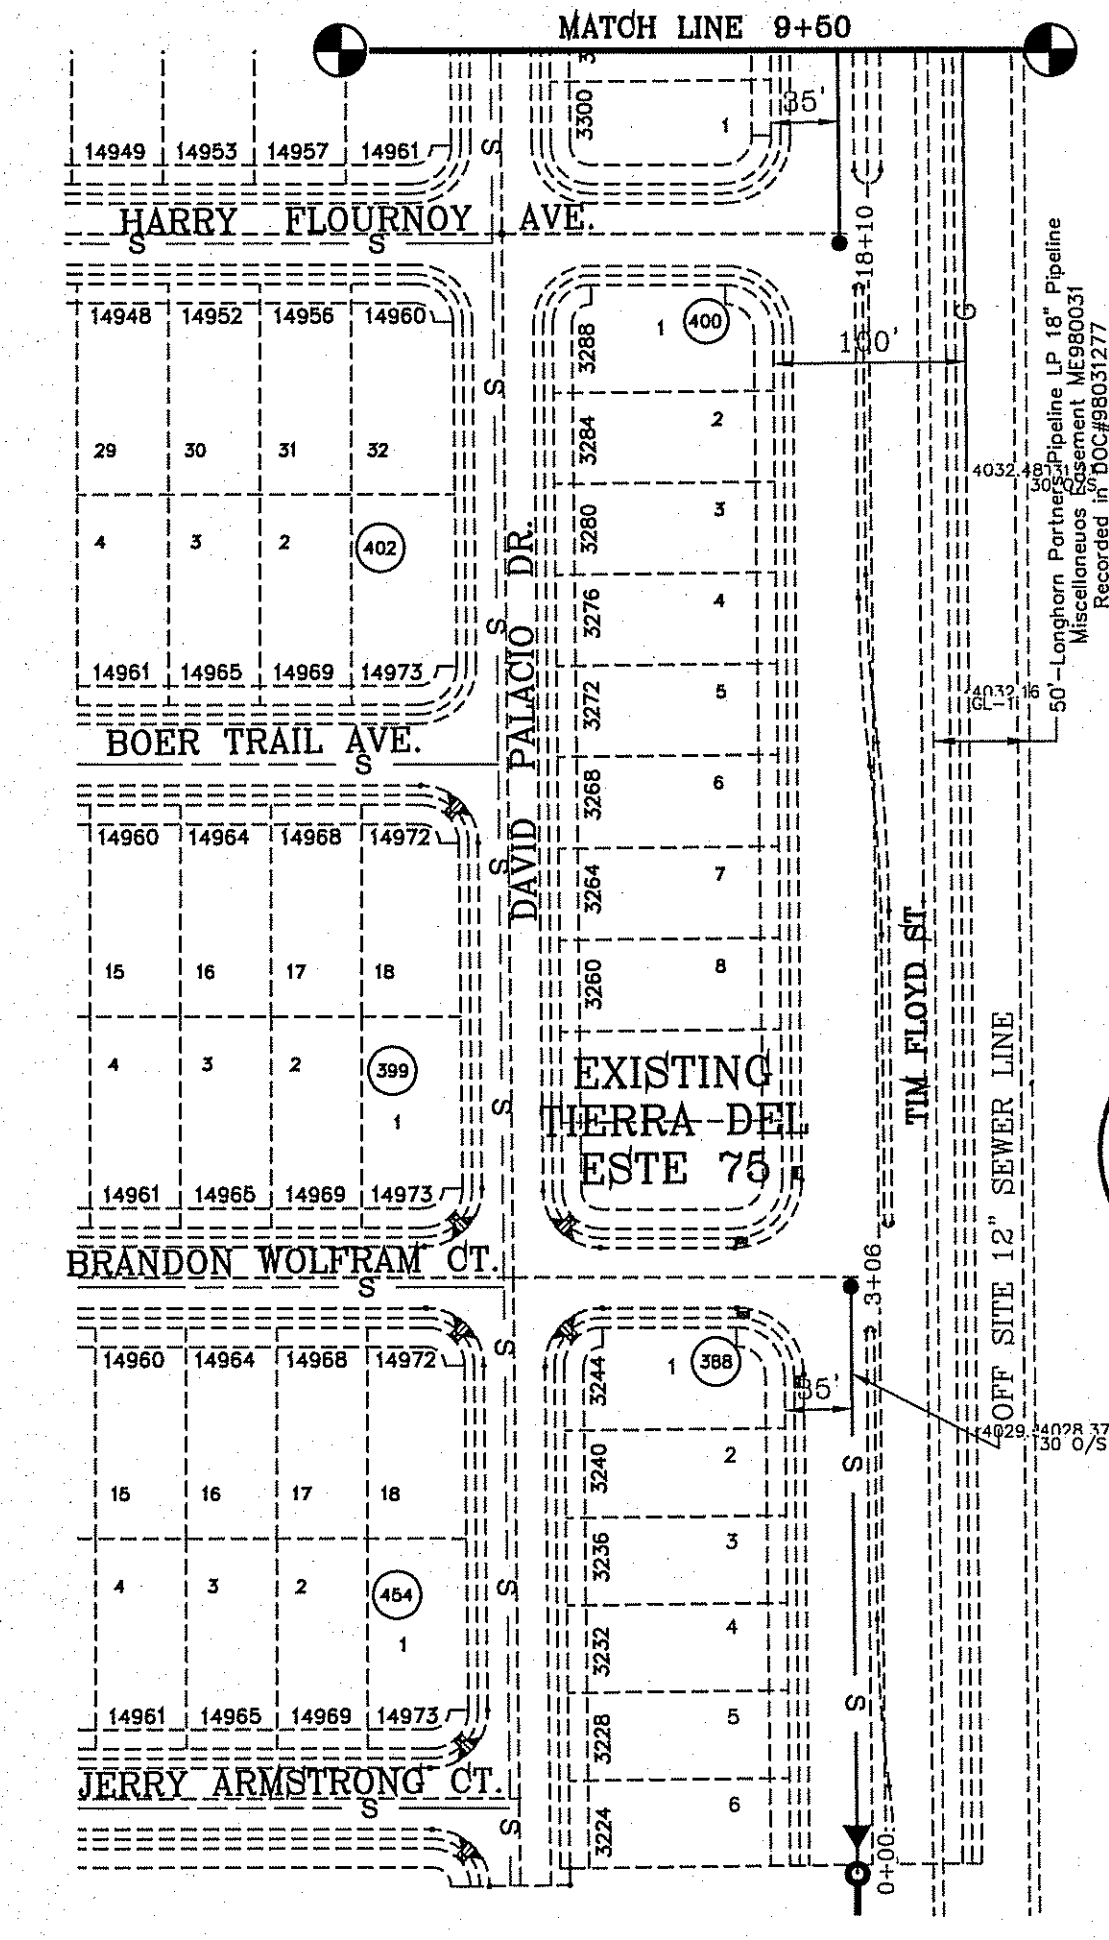 MATCH LINE 9+50
3300
1
35'
14949 14953 14957 14961
S
HARRY FLOURNOY AVE.
S S
18+10
14948 14952 14956 14960
3288
1
400
100'
G
S
3284
2
29 30 31 32
3280
3
4 3 2
402
3276
4
S
14961 14965 14969 14973
3272
5
BOER TRAIL AVE.
S
DAVID PALACIO DR.
3268
6
14960 14964 14968 14972
S
3264
7
15 16 17 18
3260
8
4 3 2
399
1
S
EXISTING
TIERRA DEL
ESTE 75
14961 14965 14969 14973
BRANDON WOLFRAM CT.
S
3+06
14960 14964 14968 14972
S
3244
1
388
35'
3240
2
S
15 16 17 18
3236
3
4 3 2
454
1
S
3232
4
S
14961 14965 14969 14973
3228
5
JERRY ARMSTRONG CT.
S
S
3224
6
0+00
TIM FLOYD ST
OFF SITE 12" SEWER LINE
50'-Longhorn Partners Pipeline LP 18" Pipeline
Miscellaneuos Easement ME980031
Recorded in DOC#98031277
4032.16
GL-1
4028.37
30' O/S